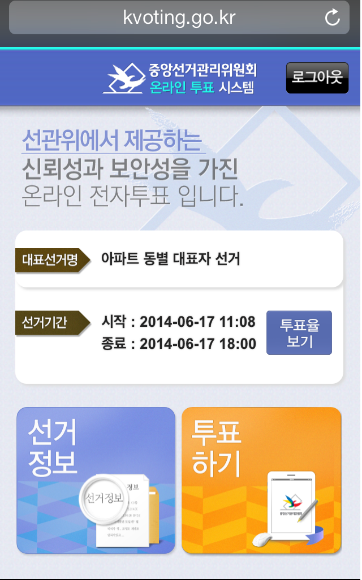 kvoting.go.kr
중앙선거관리위원회
온라인 투표 시스템
로그아웃
선관위에서 제공하는
신뢰성과 보안성을 가진
온라인 전자투표 입니다.
대표선거명
아파트 동별 대표자 선거
선거기간
시작 : 2014-06-17 11:08
종료 : 2014-06-17 18:00
투표율
보기
선거
정보
정보
선거정보
투표
하기